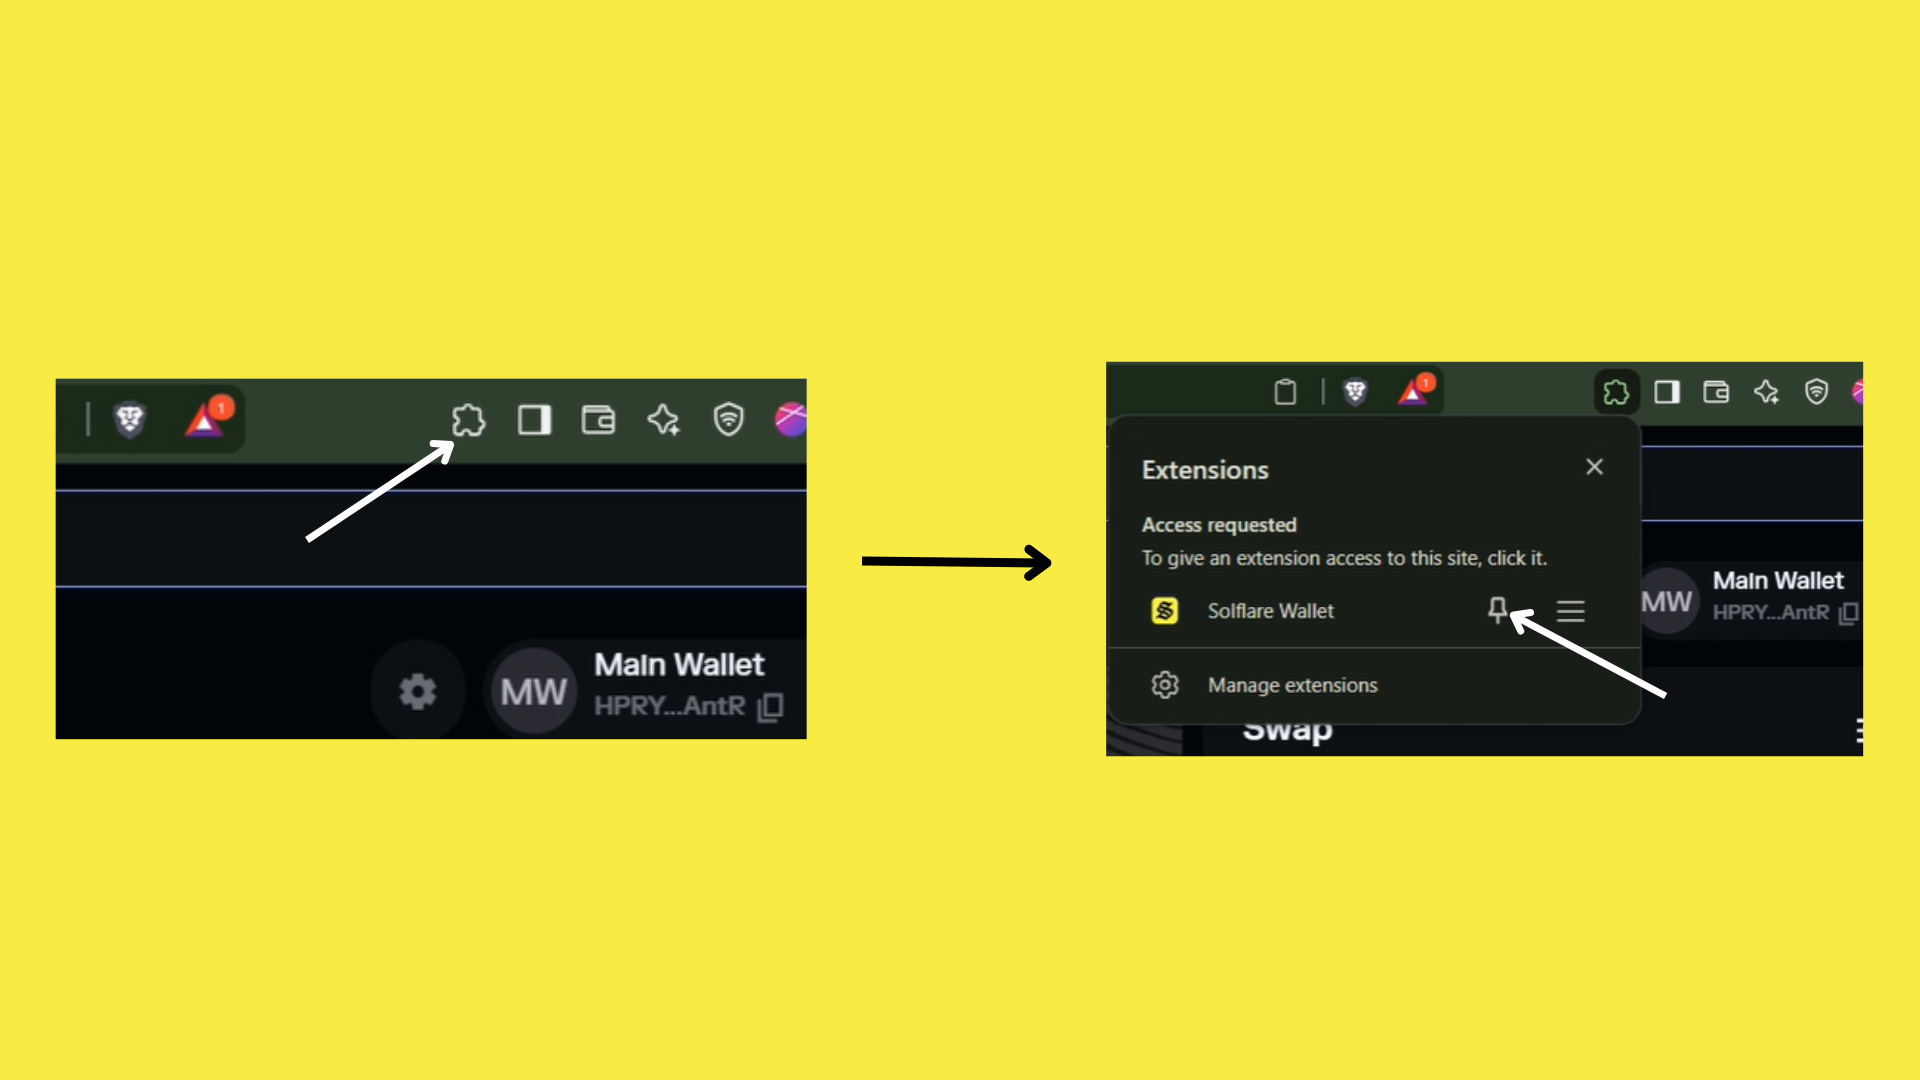 1
MW
Main Wallet
HPRY...AntR
1
Extensions
Access requested
To give an extension access to this site, click it.
Solflare Wallet
Manage extensions
MW
Main Wallet
HPRY...AntR
Swap